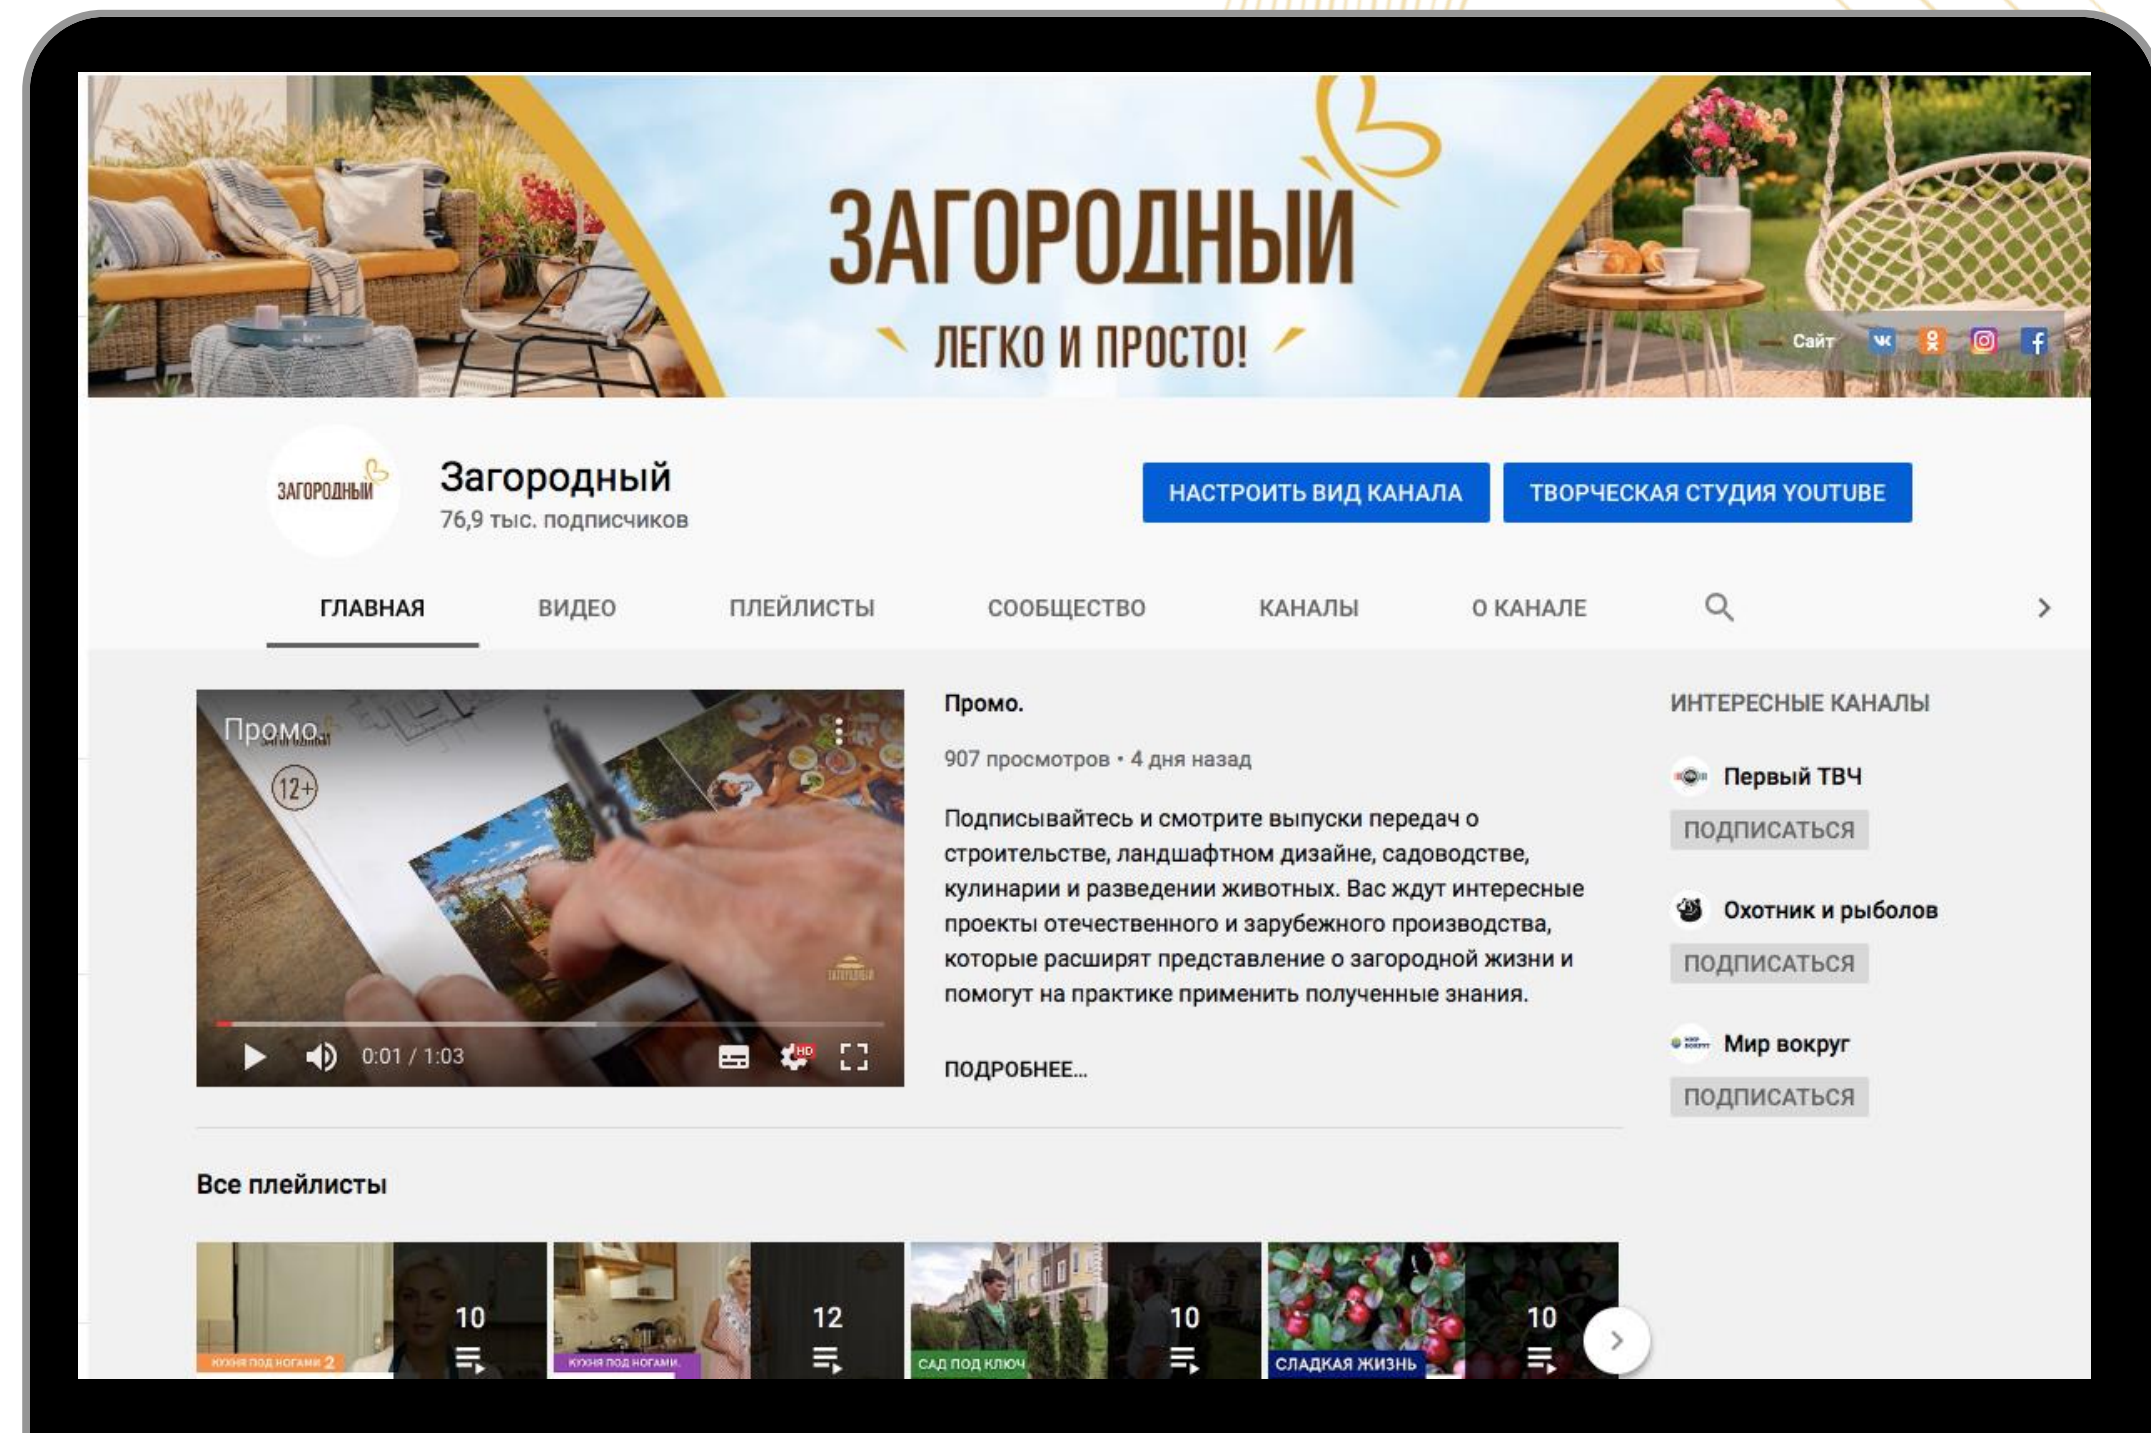 ЗАГОРОДНЫЙ
ЛЕГКО И ПРОСТО!
Сайт
ЗАГОРОДНЫЙ
Загородный
76,9 тыс. подписчиков
НАСТРОИТЬ ВИД КАНАЛА
ТВОРЧЕСКАЯ СТУДИЯ YOUTUBE
ГЛАВНАЯ ВИДЕО ПЛЕЙЛИСТЫ СООБЩЕСТВО КАНАЛЫ О КАНАЛЕ
Промо.
ЗАГОРОДНЫЙ
12+
ЗАГОРОДНЫЙ
0:01 / 1:03
HD
Промо.
907 просмотров • 4 дня назад
Подписывайтесь и смотрите выпуски передач о
строительстве, ландшафтном дизайне, садоводстве,
кулинарии и разведении животных. Вас ждут интересные
проекты отечественного и зарубежного производства,
которые расширят представление о загородной жизни и
помогут на практике применить полученные знания.
ПОДРОБНЕЕ...
ИНТЕРЕСНЫЕ КАНАЛЫ
Первый ТВЧ
ПОДПИСАТЬСЯ
Охотник и рыболов
ПОДПИСАТЬСЯ
Мир вокруг
ПОДПИСАТЬСЯ
Все плейлисты
10
КУХНЯ ПОД НОГАМИ 2
12
КУХНЯ ПОД НОГАМИ.
10
САД ПОД КЛЮЧ
10
СЛАДКАЯ ЖИЗНЬ